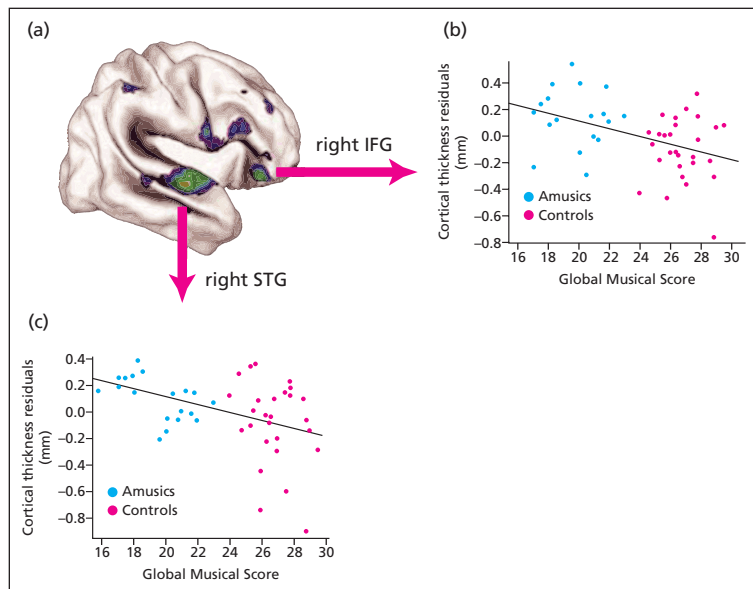 (a)
right IFG
right STG
(b)
Cortical thickness residuals
(mm)
0.4
0.2
0.0
−0.2
−0.4
−0.6
−0.8
Amusics
Controls
16 18 20 22 24 26 28 30
Global Musical Score
(c)
Cortical thickness residuals
(mm)
0.4
0.2
0.0
−0.2
−0.4
−0.6
−0.8
Amusics
Controls
16 18 20 22 24 26 28 30
Global Musical Score